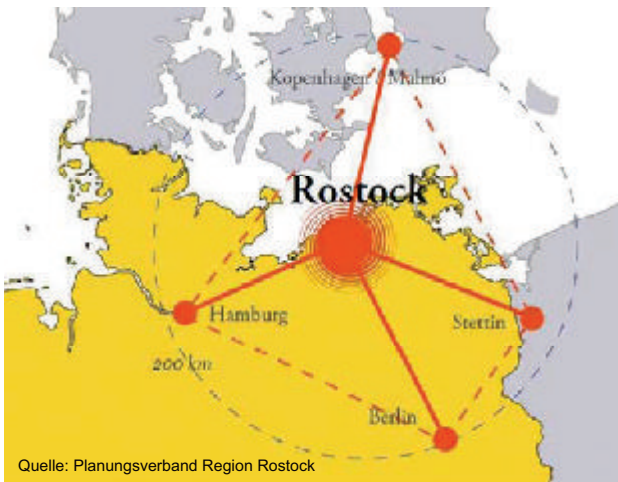 Kopenhagen / Malmö
Rostock
Hamburg
Stettin
200 km
Berlin
Quelle: Planungsverband Region Rostock